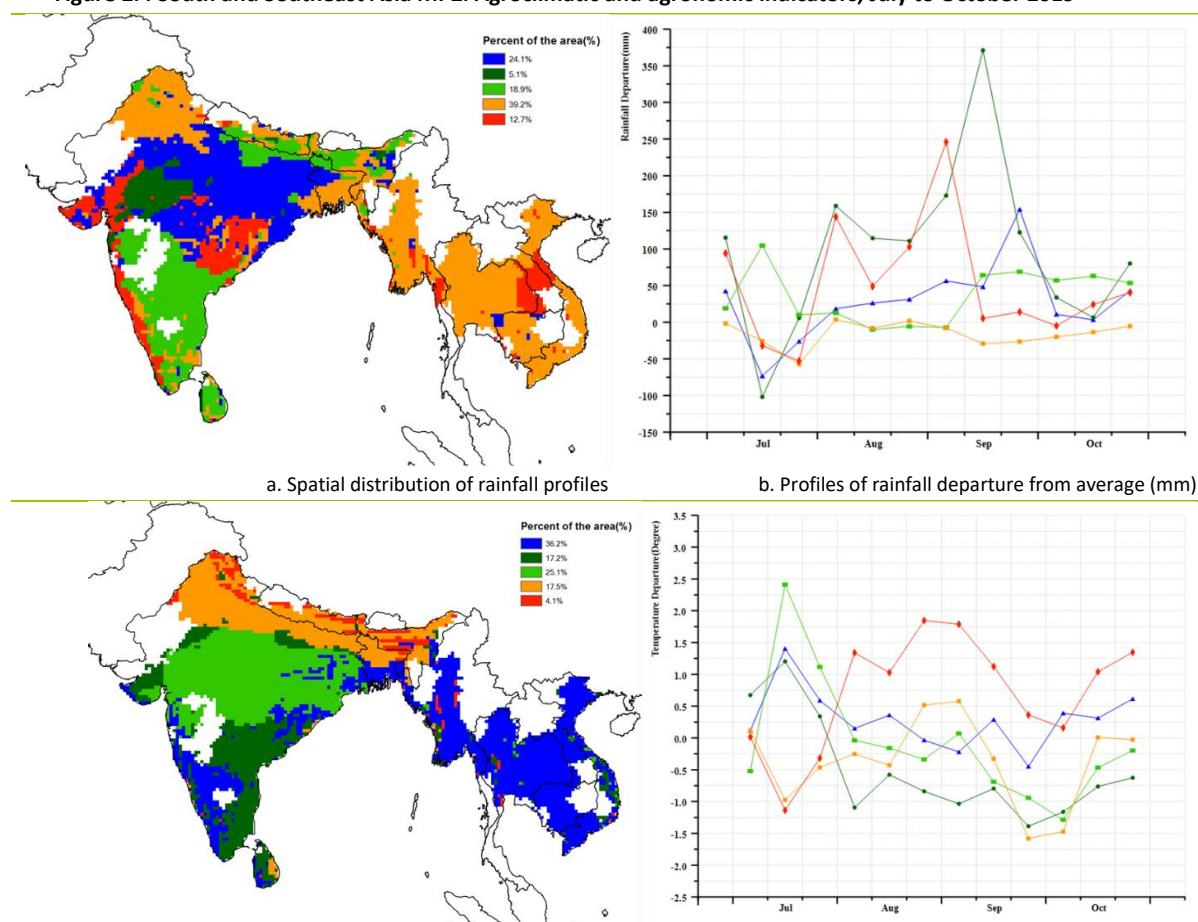 South and Southeast Asia MPZ: Agroclimatic and agronomic indicators, July to October 2019
Percent of the area(%)
24.1%
5.1%
18.9%
39.2%
12.7%
Rainfall Departure(mm)
400
350
300
250
200
150
100
50
0
-50
-100
-150
Jul
Aug
Sep
Oct
a. Spatial distribution of rainfall profiles
b. Profiles of rainfall departure from average (mm)
Percent of the area(%)
36.2%
17.2%
25.1%
17.5%
4.1%
Temperature Departure(Degree)
3.5
3.0
2.5
2.0
1.5
1.0
0.5
0.0
-0.5
-1.0
-1.5
-2.0
-2.5
Jul
Aug
Sep
Oct